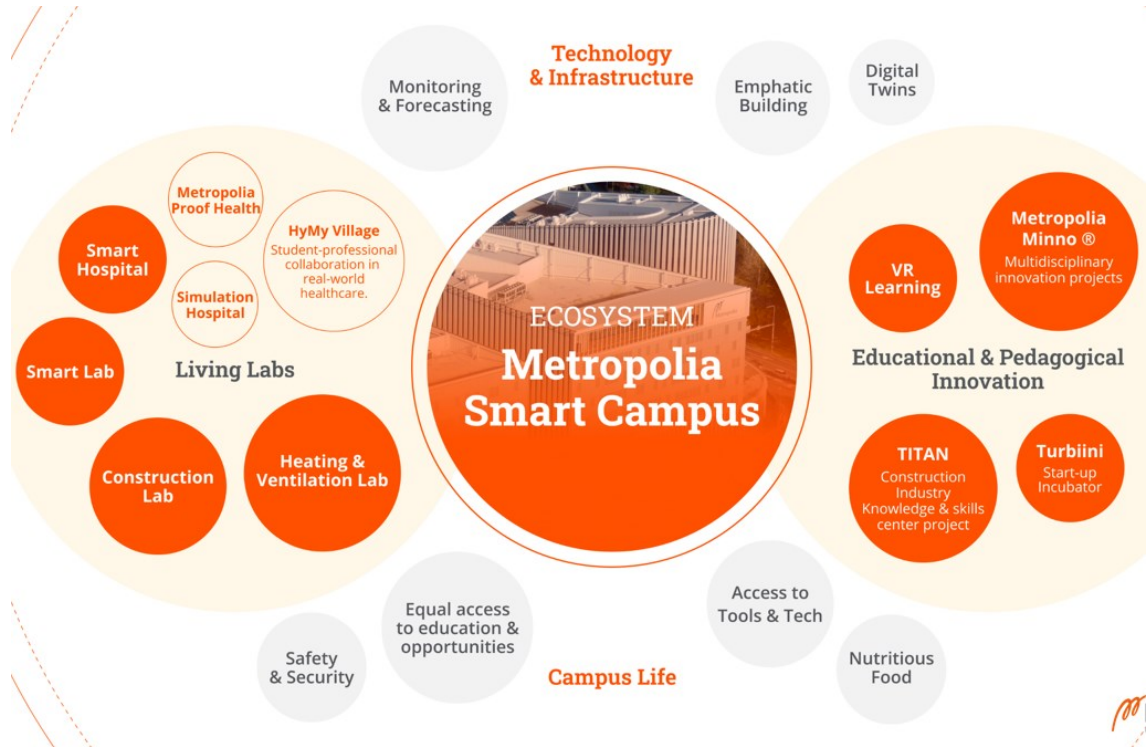 Technology
& Infrastructure
Monitoring
& Forecasting
Emphatic
Building
Digital
Twins
Metropolia
Proof Health
HyMy Village
Student-professional
collaboration in
real-world
healthcare.
Smart
Hospital
Simulation
Hospital
Smart Lab
Living Labs
Construction
Lab
Heating &
Ventilation Lab
ECOSYSTEM
Metropolia
Smart Campus
VR
Learning
Metropolia
Minno ®
Multidisciplinary
innovation projects
Educational & Pedagogical
Innovation
TITAN
Construction
Industry
Knowledge & skills
center project
Turbiini
Start-up
Incubator
Safety
& Security
Equal access
to education &
opportunities
Campus Life
Access to
Tools & Tech
Nutritious
Food